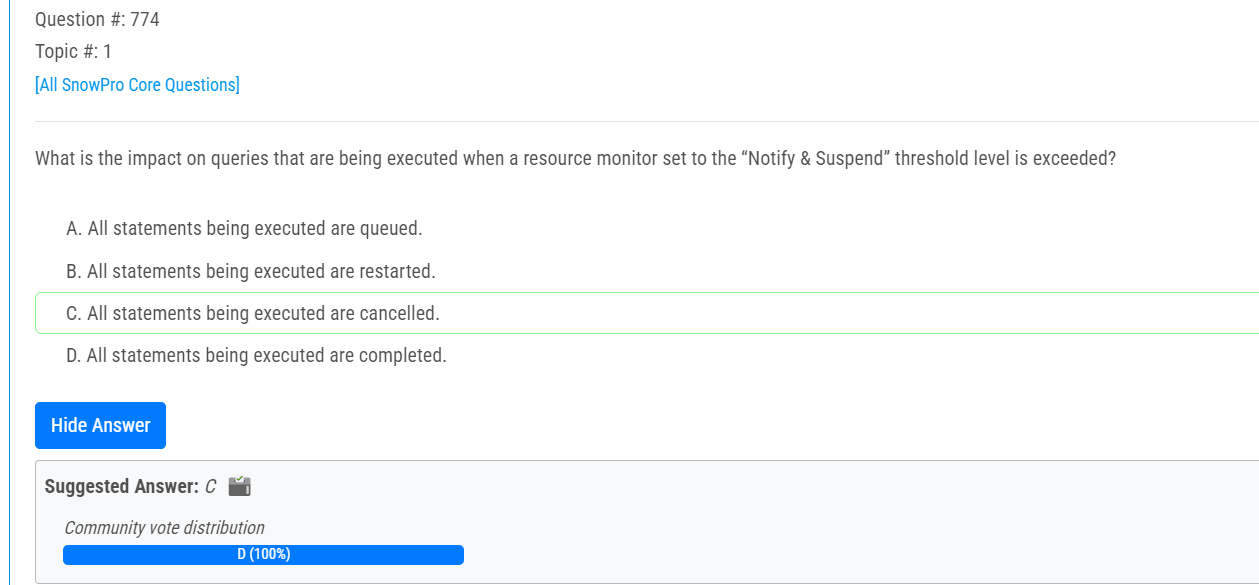 Question #: 774
Topic #: 1
[All SnowPro Core Questions]
What is the impact on queries that are being executed when a resource monitor set to the “Notify & Suspend” threshold level is exceeded?
A. All statements being executed are queued.
B. All statements being executed are restarted.
C. All statements being executed are cancelled.
D. All statements being executed are completed.
Hide Answer
Suggested Answer: C
Community vote distribution
D (100%)